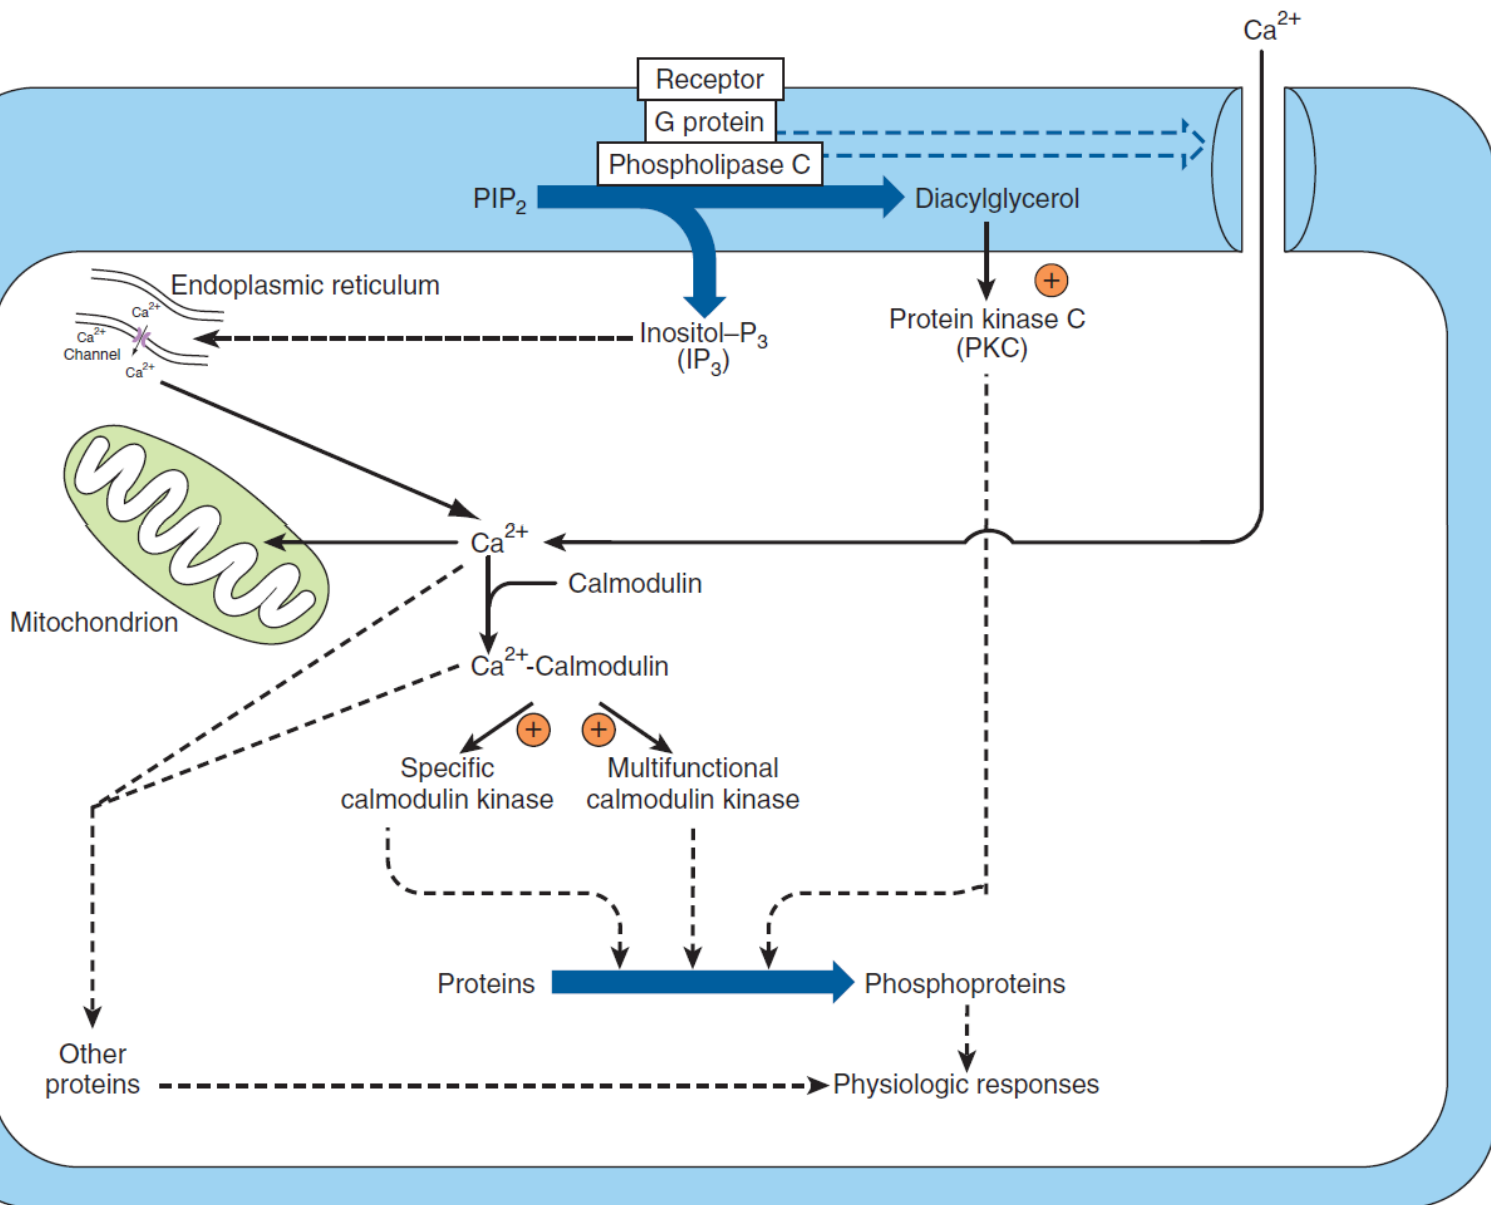 Ca²⁺
Receptor
G protein
Phospholipase C
PIP₂
Diacylglycerol
Endoplasmic reticulum
Ca²⁺
Ca²⁺
Channel
Ca²⁺
Inositol–P₃
(IP₃)
+
Protein kinase C
(PKC)
Ca²⁺
Calmodulin
Mitochondrion
Ca²⁺-Calmodulin
+
+
Specific
calmodulin kinase
Multifunctional
calmodulin kinase
Proteins
Phosphoproteins
Other
proteins
Physiologic responses